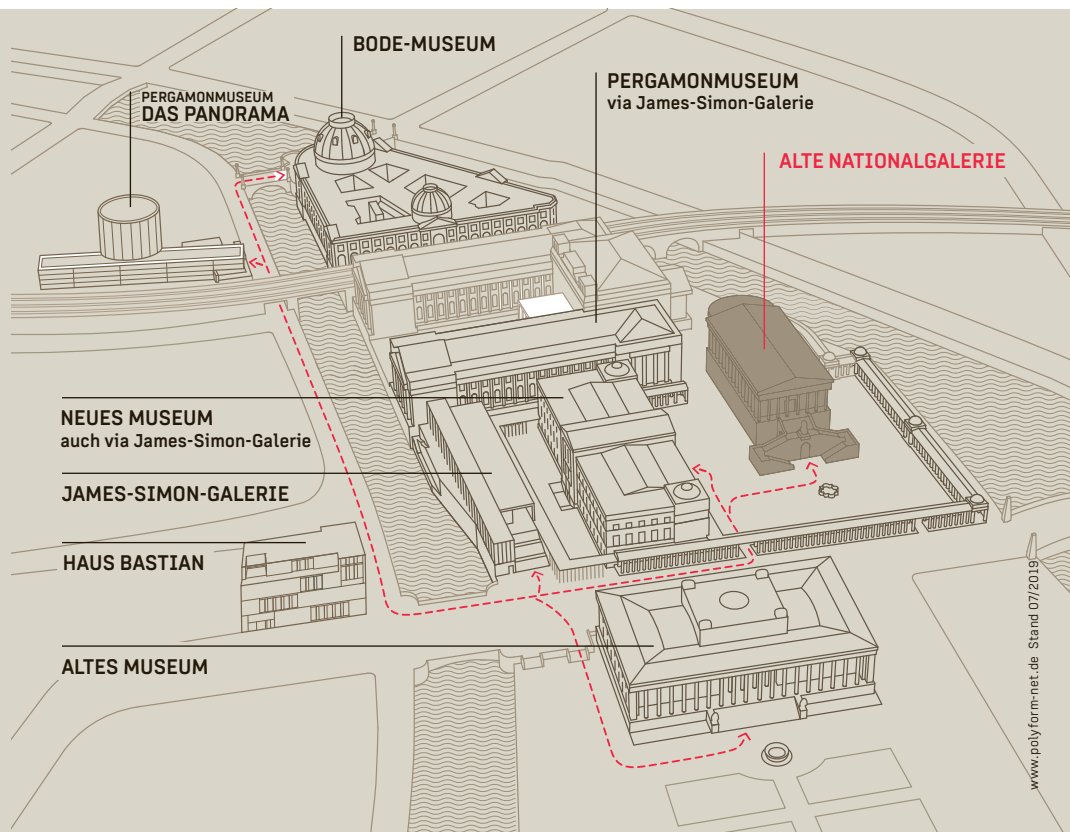 BODE-MUSEUM
PERGAMONMUSEUM
DAS PANORAMA
PERGAMONMUSEUM
via James-Simon-Galerie
ALTE NATIONALGALERIE
NEUES MUSEUM
auch via James-Simon-Galerie
JAMES-SIMON-GALERIE
HAUS BASTIAN
ALTES MUSEUM
www.polyform-net.de Stand 07/2019